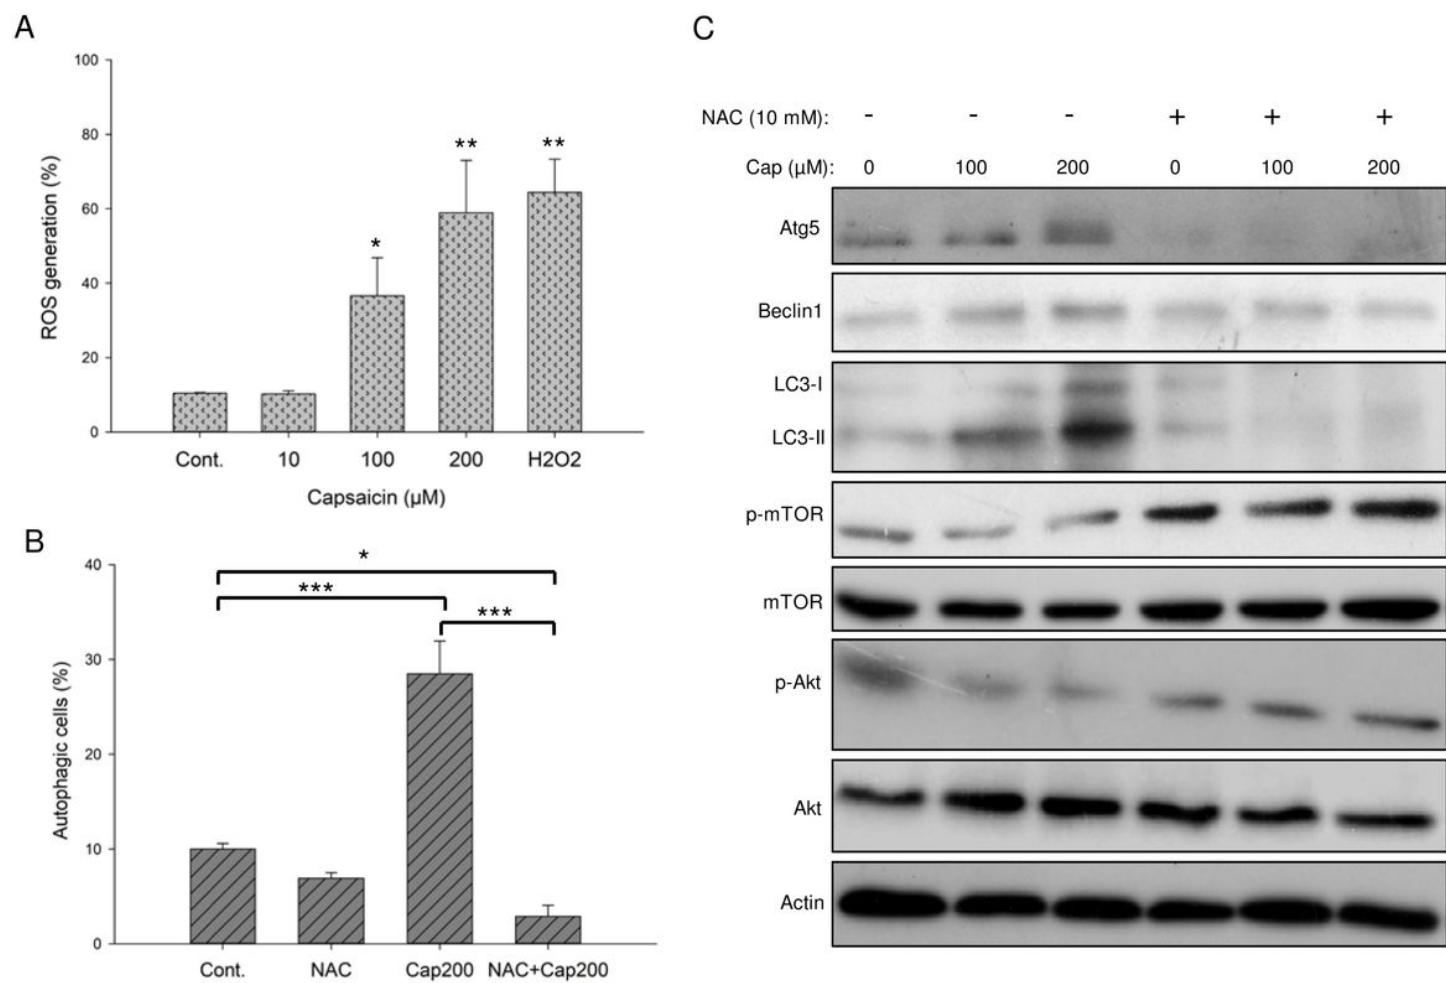 A
100
80
60
40
20
0
ROS generation (%)
*
**
**
Cont. 10 100 200 H2O2
Capsaicin (µM)
B
40
30
20
10
0
Autophagic cells (%)
*
***
***
Cont. NAC Cap200 NAC+Cap200
C
NAC (10 mM): - - - + + +
Cap (µM): 0 100 200 0 100 200
Atg5
Beclin1
LC3-I
LC3-II
p-mTOR
mTOR
p-Akt
Akt
Actin